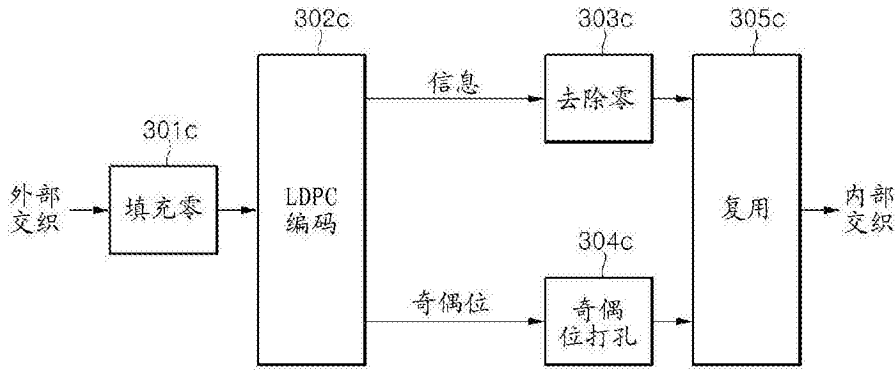 302c
303c
305c
301c
信息
去除零
外部
交织
填充零
LDPC
编码
复用
内部
交织
304c
奇偶位
奇偶
位打孔